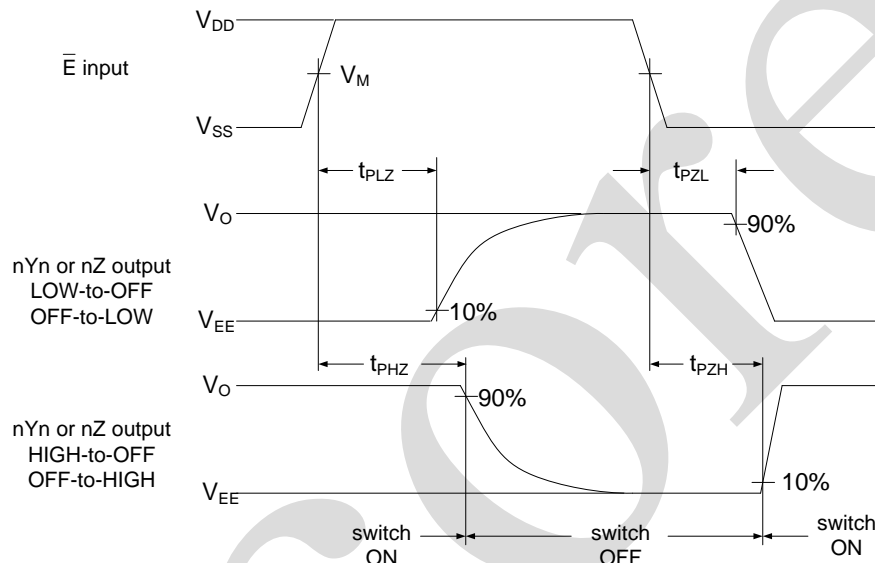 V_DD
E̅ input
V_M
V_SS
t_PLZ
t_PZL
V_O
90%
nYn or nZ output
LOW-to-OFF
OFF-to-LOW
10%
V_EE
t_PHZ
t_PZH
V_O
90%
nYn or nZ output
HIGH-to-OFF
OFF-to-HIGH
10%
V_EE
switch
ON
switch
OFF
switch
ON